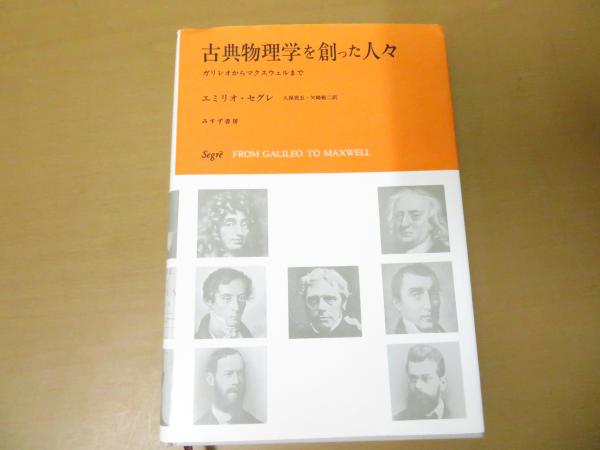 古典物理学を創った人々
ガリレオからマクスウェルまで
エミリオ・セグレ 久保亮五・矢崎裕二訳
みすず書房
Segrè FROM GALILEO TO MAXWELL